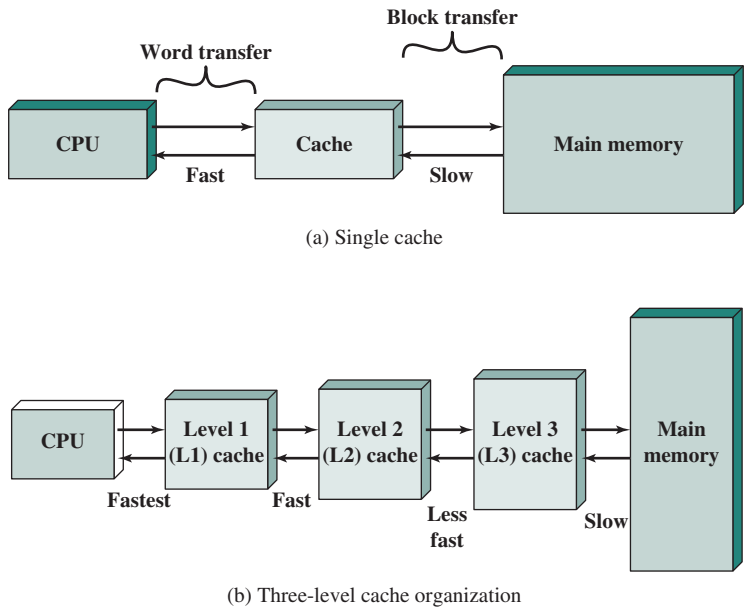 Block transfer
Word transfer
CPU
Cache
Main memory
Fast
Slow
(a) Single cache
CPU
Level 1
(L1) cache
Level 2
(L2) cache
Level 3
(L3) cache
Main
memory
Fastest
Fast
Less
fast
Slow
(b) Three-level cache organization